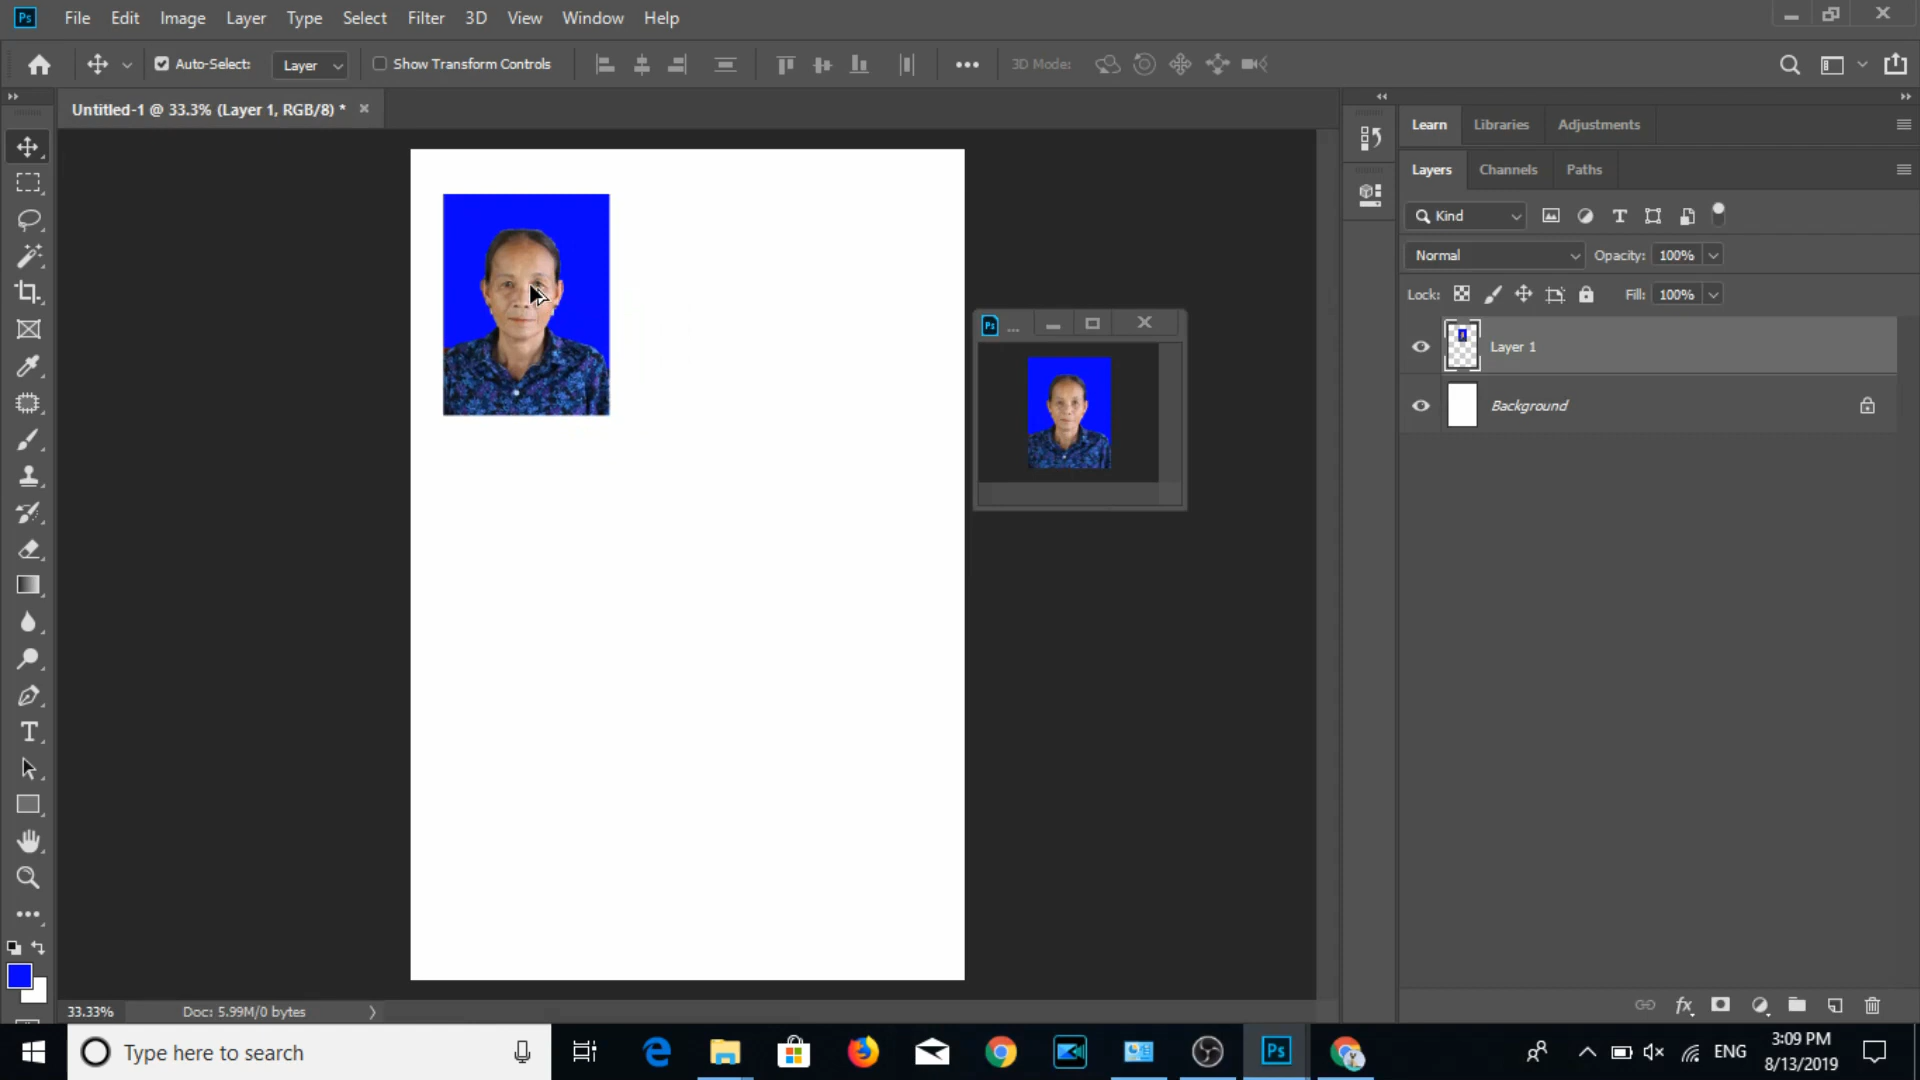 Ps File Edit Image Layer Type Select Filter 3D View Window Help
Auto-Select: Layer Show Transform Controls 3D Mode:
Untitled-1 @ 33.3% (Layer 1, RGB/8) *
Learn Libraries Adjustments
Layers Channels Paths
Kind
Normal Opacity: 100%
Lock: Fill: 100%
Ps ...
Layer 1
Background
33.33% Doc: 5.99M/0 bytes
Type here to search
Ps
ENG
3:09 PM
8/13/2019